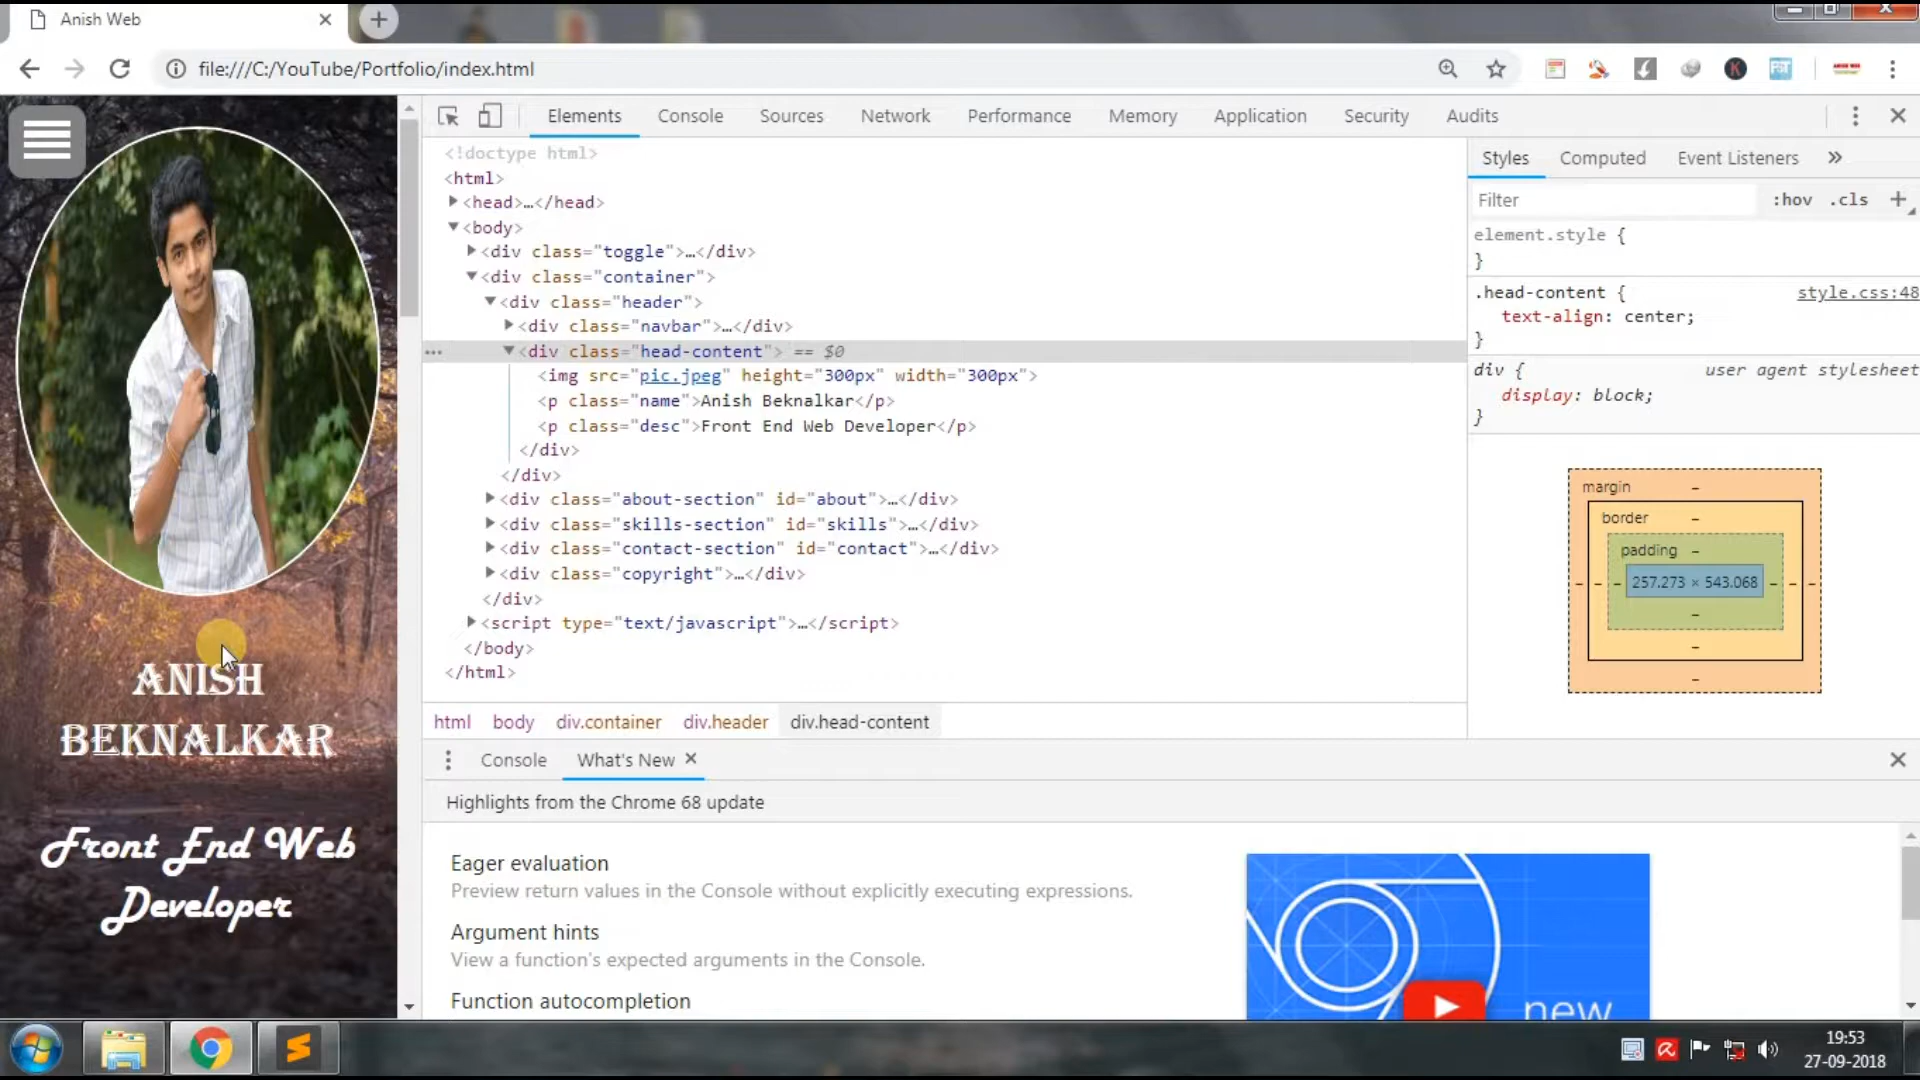 Anish Web
file:///C:/YouTube/Portfolio/index.html
ANISH
BEKNALKAR
Front End Web
Developer
Elements Console Sources Network Performance Memory Application Security Audits
<!doctype html>
<html>
<head>…</head>
<body>
<div class="toggle">…</div>
<div class="container">
<div class="header">
<div class="navbar">…</div>
<div class="head-content"> == $0
<img src="pic.jpeg" height="300px" width="300px">
<p class="name">Anish Beknalkar</p>
<p class="desc">Front End Web Developer</p>
</div>
</div>
<div class="about-section" id="about">…</div>
<div class="skills-section" id="skills">…</div>
<div class="contact-section" id="contact">…</div>
<div class="copyright">…</div>
</div>
<script type="text/javascript">…</script>
</body>
</html>
html body div.container div.header div.head-content
Styles Computed Event Listeners »
Filter :hov .cls +
element.style {
}
.head-content { style.css:48
text-align: center;
}
div { user agent stylesheet
display: block;
}
margin –
border –
padding –
– – – 257.273 × 543.068 – – –
–
–
–
Console What's New ×
Highlights from the Chrome 68 update
Eager evaluation
Preview return values in the Console without explicitly executing expressions.
Argument hints
View a function's expected arguments in the Console.
Function autocompletion
new
19:53
27-09-2018